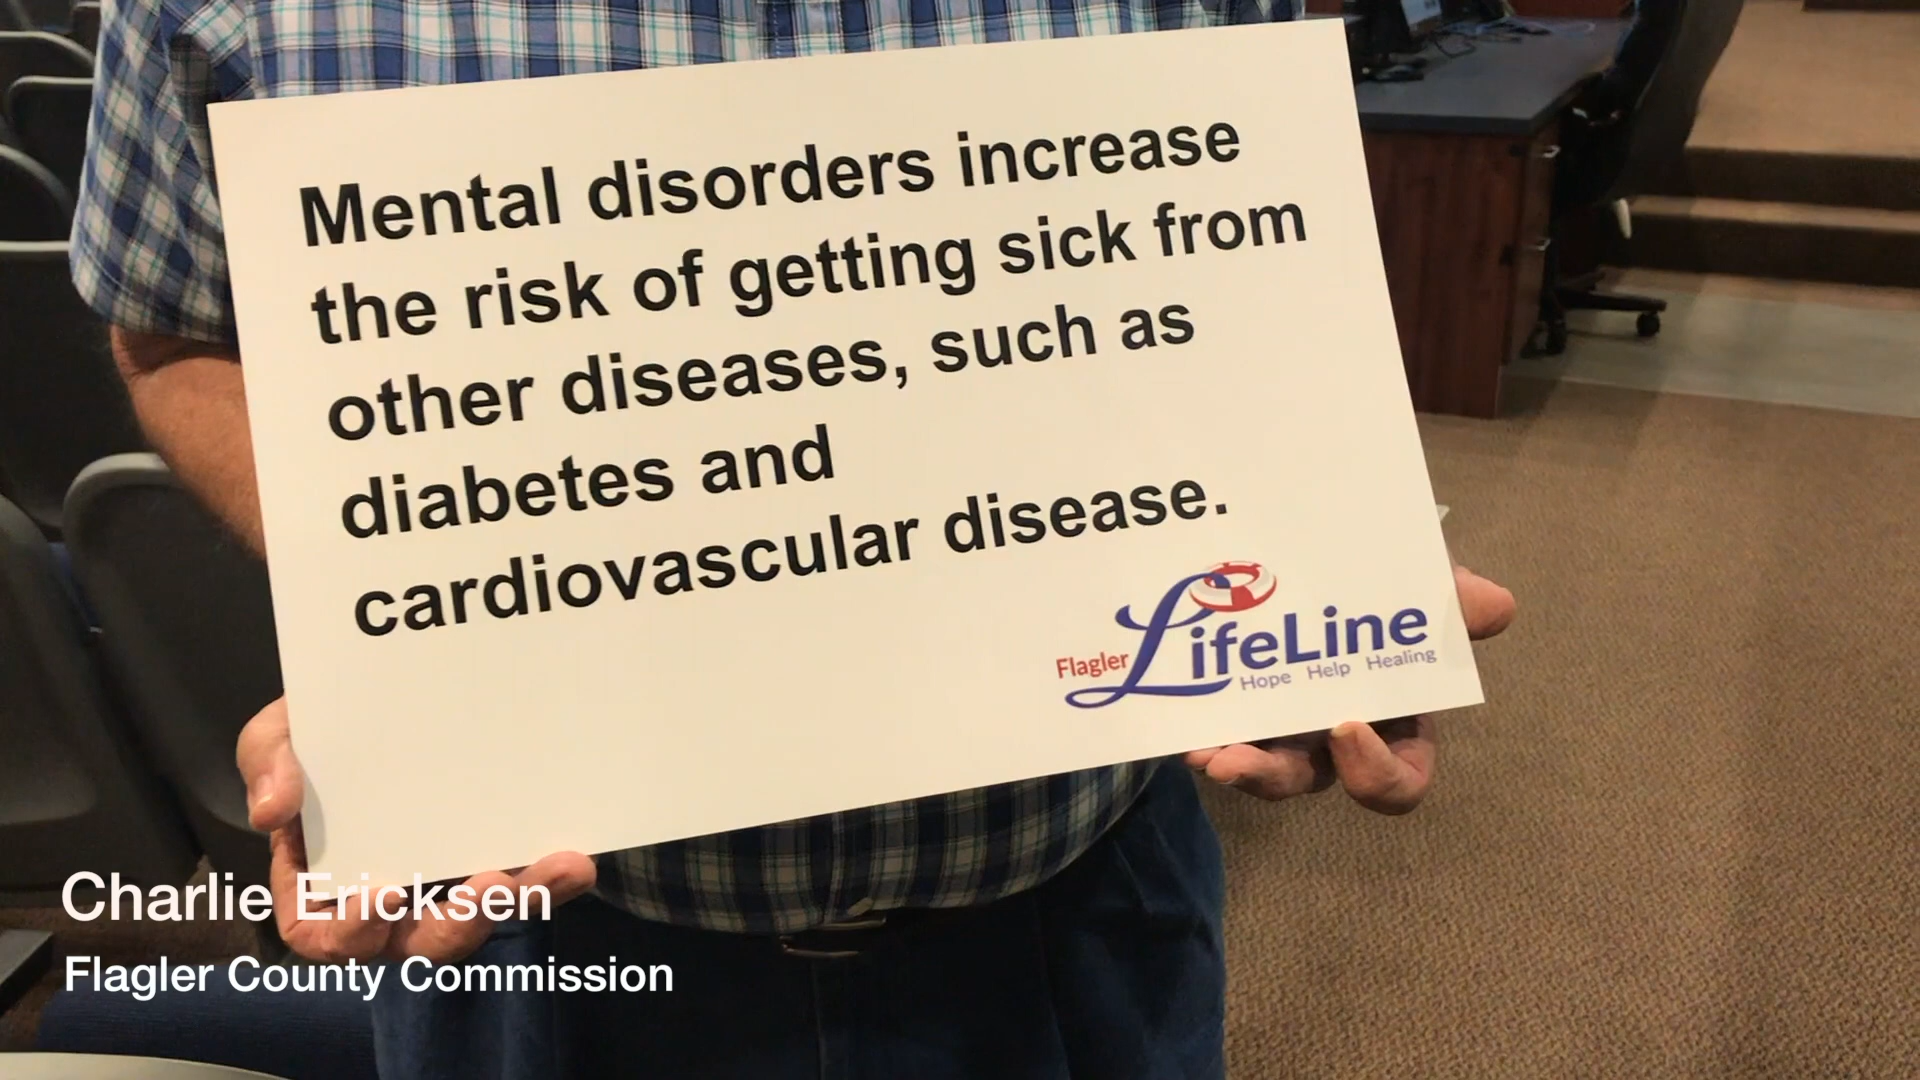 Mental disorders increase
the risk of getting sick from
other diseases, such as
diabetes and
cardiovascular disease.
Flagler LifeLine
Hope Help Healing
Charlie Ericksen
Flagler County Commission